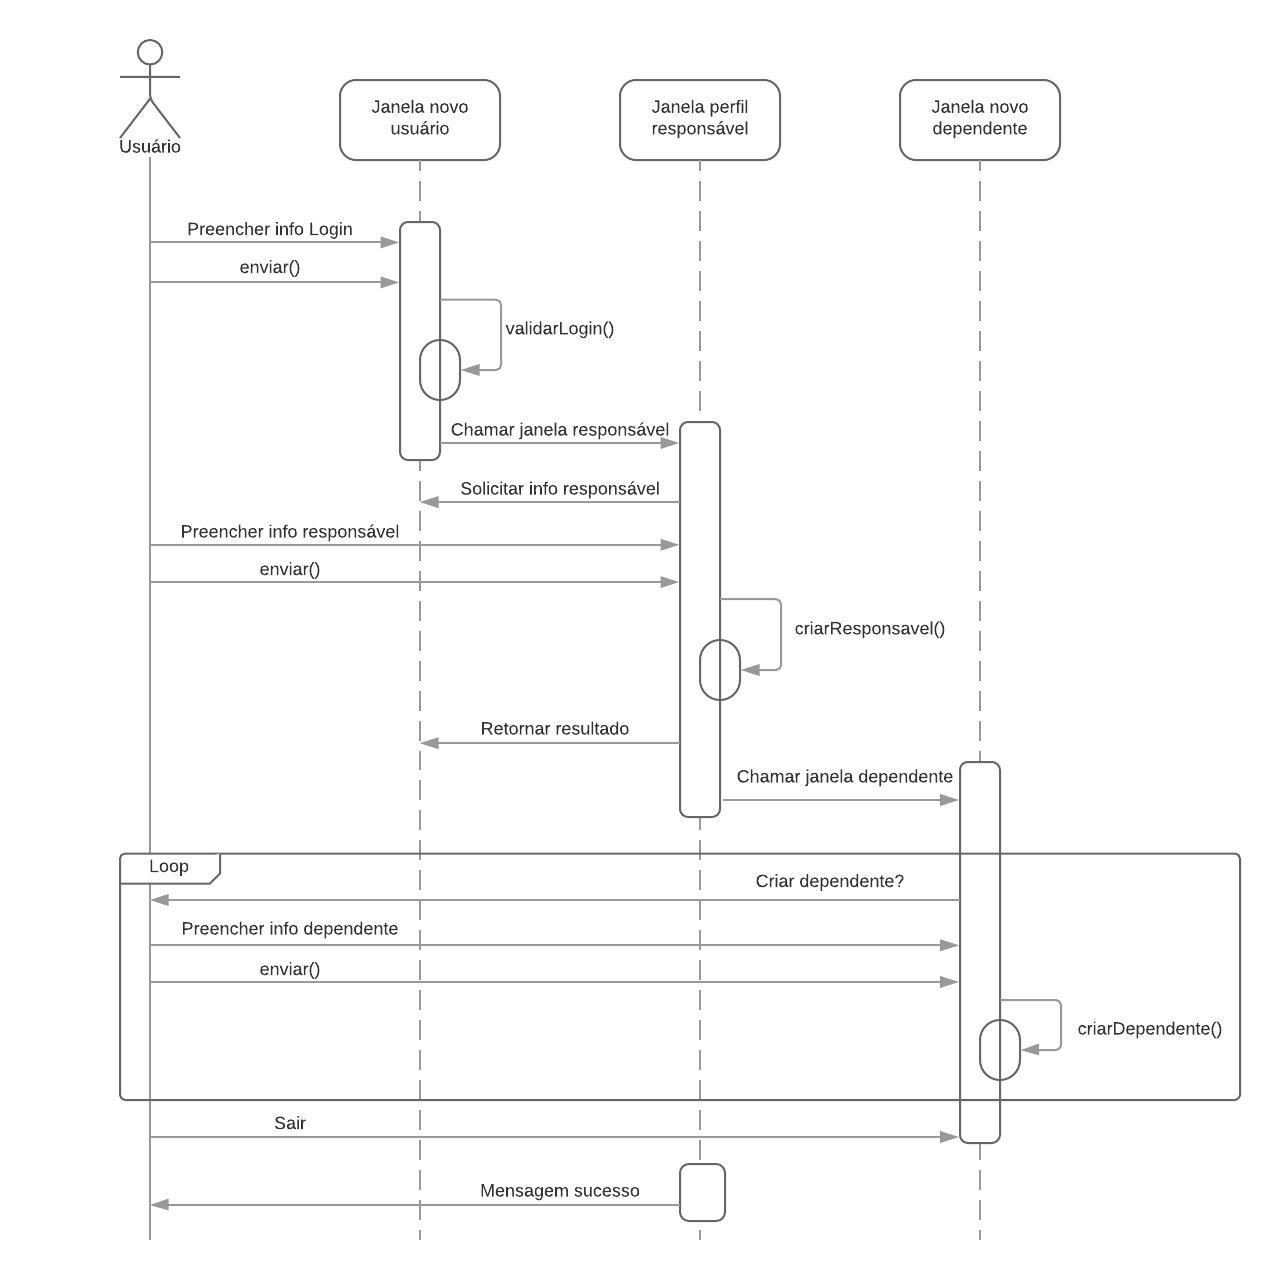 Usuário
Janela novo
usuário
Janela perfil
responsável
Janela novo
dependente
Preencher info Login
enviar()
validarLogin()
Chamar janela responsável
Solicitar info responsável
Preencher info responsável
enviar()
criarResponsavel()
Retornar resultado
Chamar janela dependente
Loop
Criar dependente?
Preencher info dependente
enviar()
criarDependente()
Sair
Mensagem sucesso